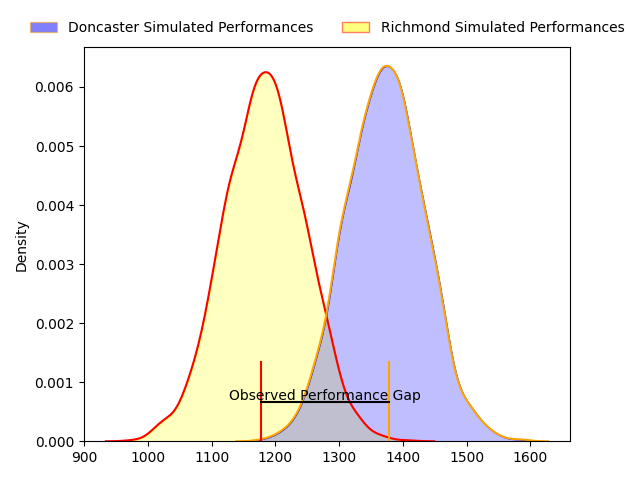 Doncaster Simulated Performances Richmond Simulated Performances
0.006
0.005
0.004
0.003
0.002
0.001
0.000
Density
Observed Performance Gap
900 1000 1100 1200 1300 1400 1500 1600